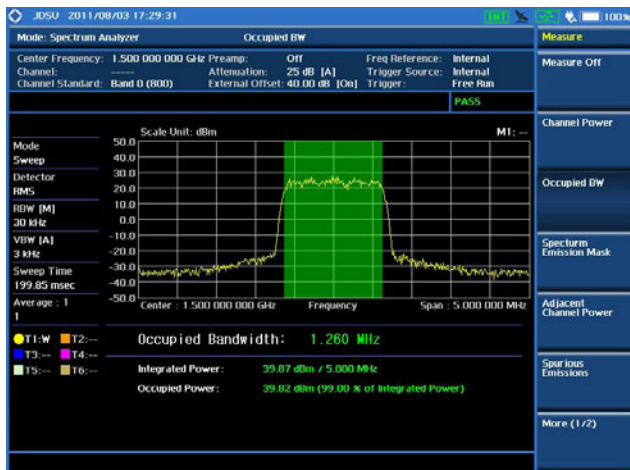 JDSU 2011/08/03 17:29:31 INT 100%
Mode: Spectrum Analyzer Occupied BW
Center Frequency: 1.500 000 000 GHz Preamp: Off Freq Reference: Internal
Channel: ----- Attenuation: 25 dB [A] Trigger Source: Internal
Channel Standard: Band 0 (800) External Offset: 40.00 dB [On] Trigger: Free Run
PASS
Scale Unit: dBm M1: --
Mode
Sweep
Detector
RMS
RBW [M]
30 kHz
VBW [A]
3 kHz
Sweep Time
199.85 msec
Average : 1
1
50.0
40.0
30.0
20.0
10.0
0.0
-10.0
-20.0
-30.0
-40.0
-50.0
Center : 1.500 000 000 GHz Frequency Span : 5.000 000 MHz
T1:W T2:--
T3:-- T4:--
T5:-- T6:--
Occupied Bandwidth: 1.260 MHz
Integrated Power: 39.87 dBm / 5.000 MHz
Occupied Power: 39.82 dBm (99.00 % of Integrated Power)
Measure
Measure Off
Channel Power
Occupied BW
Specturm
Emission Mask
Adjacent
Channel Power
Spurious
Emissions
More (1/2)